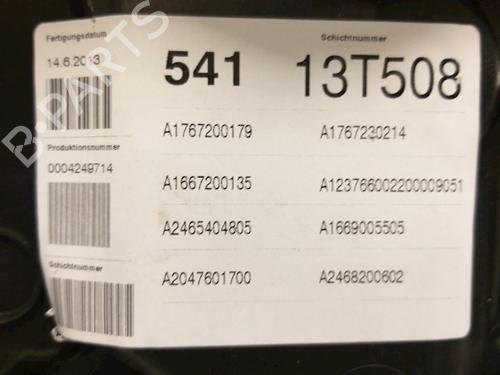 Fertigungsdatum
14.6.2013
541
Schichtnummer
13T508
A1767200179
A1767230214
Produktionsnummer
0004249714
A1667200135
A123766002200009051
A2465404805
A1669005505
Schichtnummer
A2047601700
A2468200602
B-PARTS